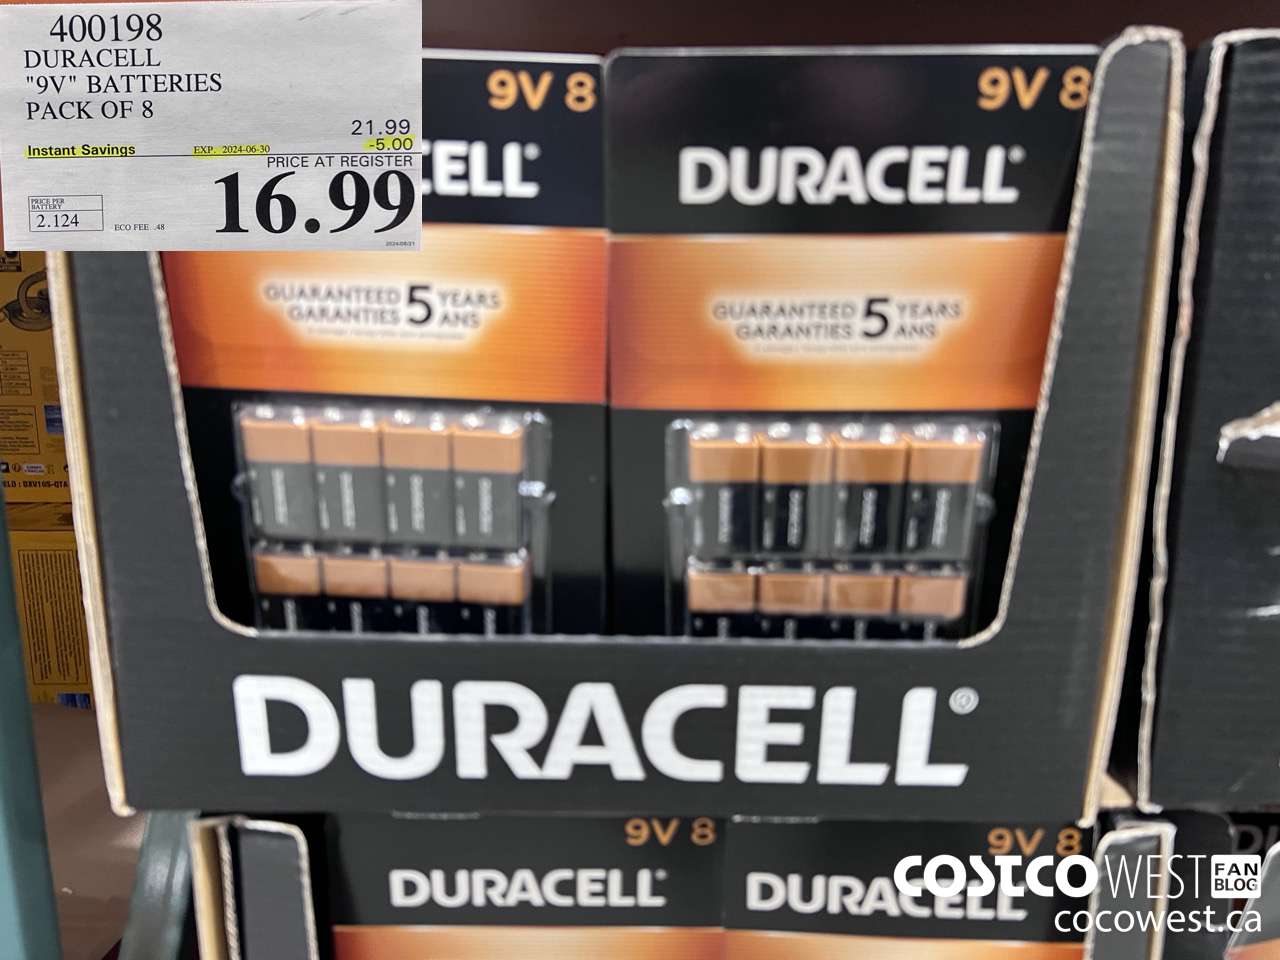 400198
DURACELL
"9V" BATTERIES
PACK OF 8
21.99
Instant Savings EXP. 2024-06-30 -5.00
PRICE AT REGISTER
16.99
PRICE PER
BATTERY
2.124
ECO FEE .48
9V 8
CELL
GUARANTEED 5 YEARS
GARANTIES ANS
9V 8
DURACELL
GUARANTEED 5 YEARS
GARANTIES ANS
DURACELL®
9V 8
DURACELL
9V 8
DURACELL
COSTCO WEST FAN BLOG
cocowest.ca